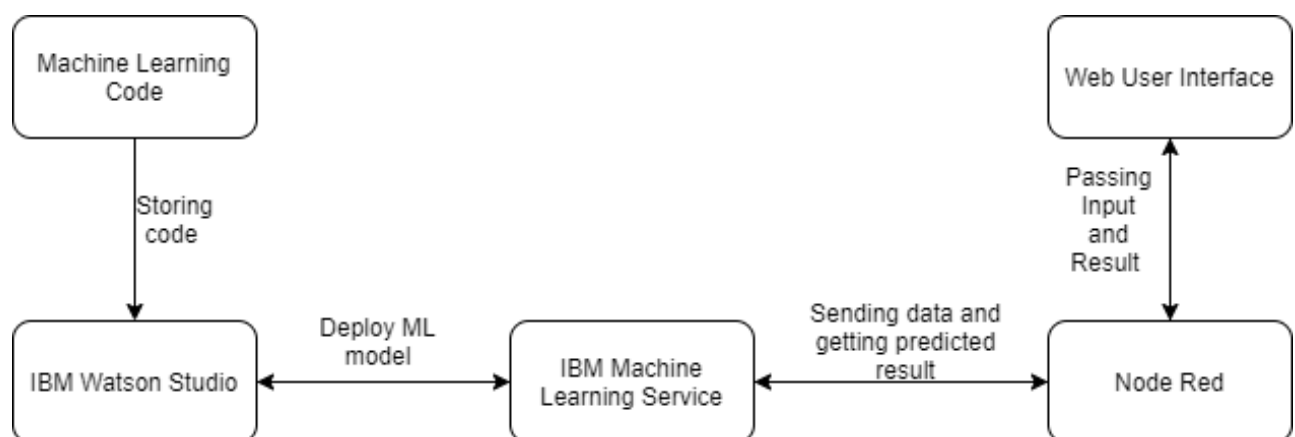 Machine Learning
Code
Web User Interface
Storing
code
Passing
Input
and
Result
IBM Watson Studio
Deploy ML
model
IBM Machine
Learning Service
Sending data and
getting predicted
result
Node Red